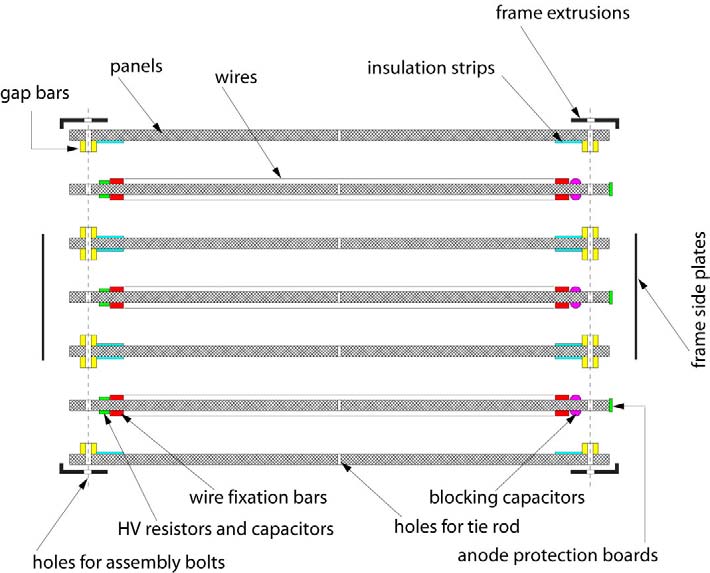 frame extrusions
panels
insulation strips
wires
gap bars
frame side plates
wire fixation bars
blocking capacitors
HV resistors and capacitors
holes for tie rod
anode protection boards
holes for assembly bolts